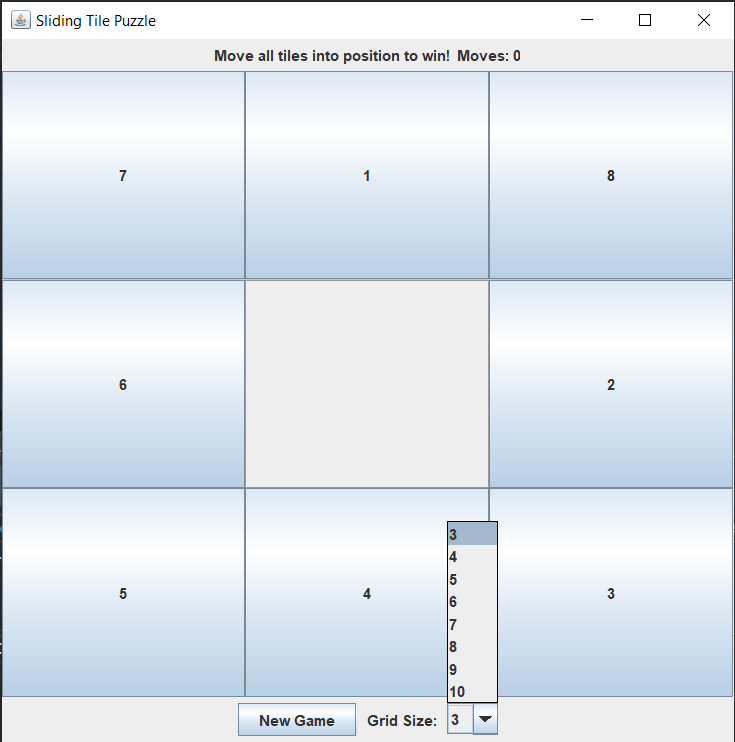 Sliding Tile Puzzle
Move all tiles into position to win! Moves: 0
7 1 8
6 2
5 4 3
3
4
5
6
7
8
9
10
New Game Grid Size: 3